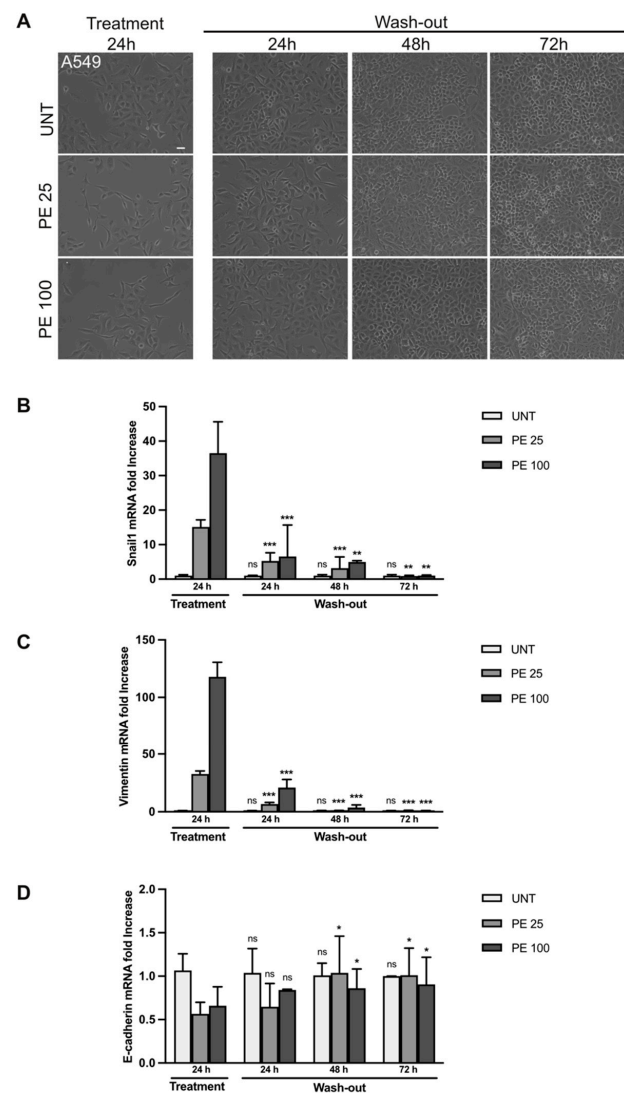 A
Treatment
Wash-out
24h
24h
48h
72h
A549
UNT
PE 25
PE 100
B
Snail1 mRNA fold Increase
50
40
30
20
10
0
ns
***
***
ns
***
**
ns
**
**
24 h
24 h
48 h
72 h
Treatment
Wash-out
UNT
PE 25
PE 100
C
Vimentin mRNA fold Increase
150
100
50
0
ns
***
***
ns
***
***
ns
***
***
24 h
24 h
48 h
72 h
Treatment
Wash-out
UNT
PE 25
PE 100
D
E-cadherin mRNA fold Increase
2.0
1.5
1.0
0.5
0.0
ns
ns
ns
ns
*
*
ns
*
*
24 h
24 h
48 h
72 h
Treatment
Wash-out
UNT
PE 25
PE 100